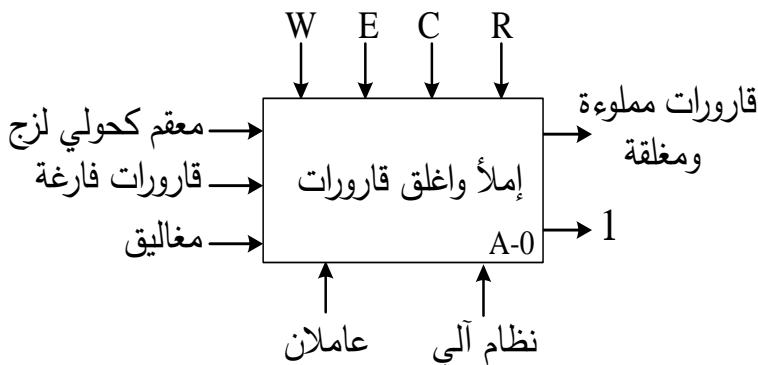 W E C R
قارورات مملوءة
ومغلقة
معقم كحولي لزج
قارورات فارغة
مغاليق
إملأ واغلق قارورات
A-0
1
عاملان
نظام آلي